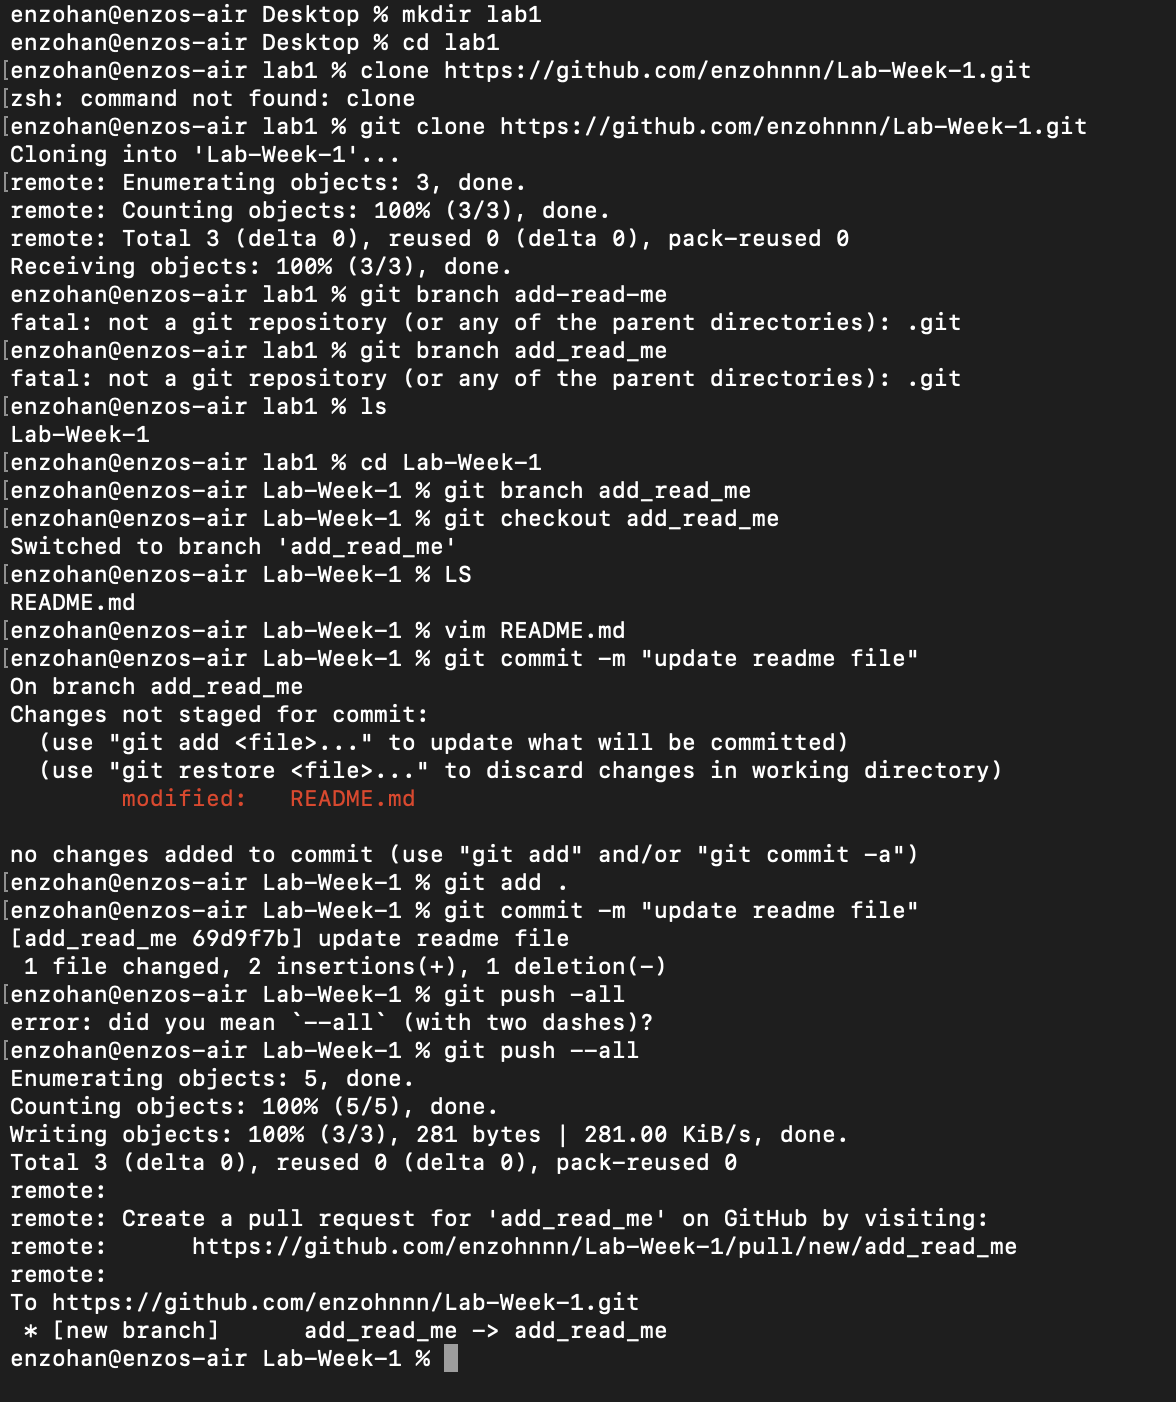 enzohan@enzos-air Desktop % mkdir lab1
enzohan@enzos-air Desktop % cd lab1
[enzohan@enzos-air lab1 % clone https://github.com/enzohnnn/Lab-Week-1.git
[zsh: command not found: clone
[enzohan@enzos-air lab1 % git clone https://github.com/enzohnnn/Lab-Week-1.git
Cloning into 'Lab-Week-1'...
[remote: Enumerating objects: 3, done.
remote: Counting objects: 100% (3/3), done.
remote: Total 3 (delta 0), reused 0 (delta 0), pack-reused 0
Receiving objects: 100% (3/3), done.
enzohan@enzos-air lab1 % git branch add-read-me
fatal: not a git repository (or any of the parent directories): .git
[enzohan@enzos-air lab1 % git branch add_read_me
fatal: not a git repository (or any of the parent directories): .git
[enzohan@enzos-air lab1 % ls
Lab-Week-1
[enzohan@enzos-air lab1 % cd Lab-Week-1
[enzohan@enzos-air Lab-Week-1 % git branch add_read_me
[enzohan@enzos-air Lab-Week-1 % git checkout add_read_me
Switched to branch 'add_read_me'
[enzohan@enzos-air Lab-Week-1 % LS
README.md
[enzohan@enzos-air Lab-Week-1 % vim README.md
[enzohan@enzos-air Lab-Week-1 % git commit -m "update readme file"
On branch add_read_me
Changes not staged for commit:
  (use "git add <file>..." to update what will be committed)
  (use "git restore <file>..." to discard changes in working directory)
        modified:   README.md

no changes added to commit (use "git add" and/or "git commit -a")
[enzohan@enzos-air Lab-Week-1 % git add .
[enzohan@enzos-air Lab-Week-1 % git commit -m "update readme file"
[add_read_me 69d9f7b] update readme file
 1 file changed, 2 insertions(+), 1 deletion(-)
[enzohan@enzos-air Lab-Week-1 % git push -all
error: did you mean `--all` (with two dashes)?
[enzohan@enzos-air Lab-Week-1 % git push --all
Enumerating objects: 5, done.
Counting objects: 100% (5/5), done.
Writing objects: 100% (3/3), 281 bytes | 281.00 KiB/s, done.
Total 3 (delta 0), reused 0 (delta 0), pack-reused 0
remote:
remote: Create a pull request for 'add_read_me' on GitHub by visiting:
remote:      https://github.com/enzohnnn/Lab-Week-1/pull/new/add_read_me
remote:
To https://github.com/enzohnnn/Lab-Week-1.git
 * [new branch]      add_read_me -> add_read_me
enzohan@enzos-air Lab-Week-1 %